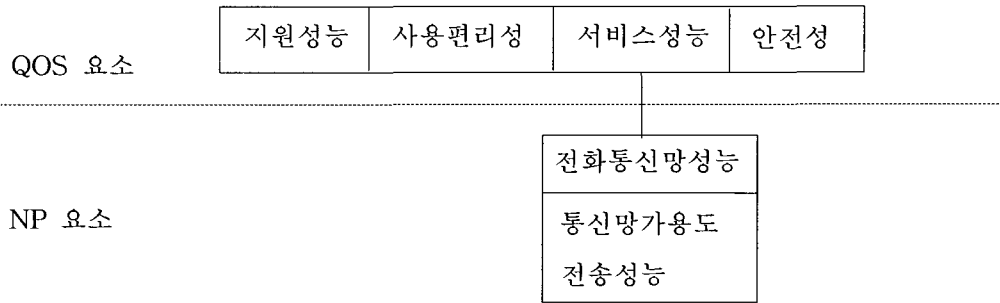 지원성능 사용편리성 서비스성능 안전성
QOS 요소
전화통신망성능
NP 요소
통신망가용도
전송성능